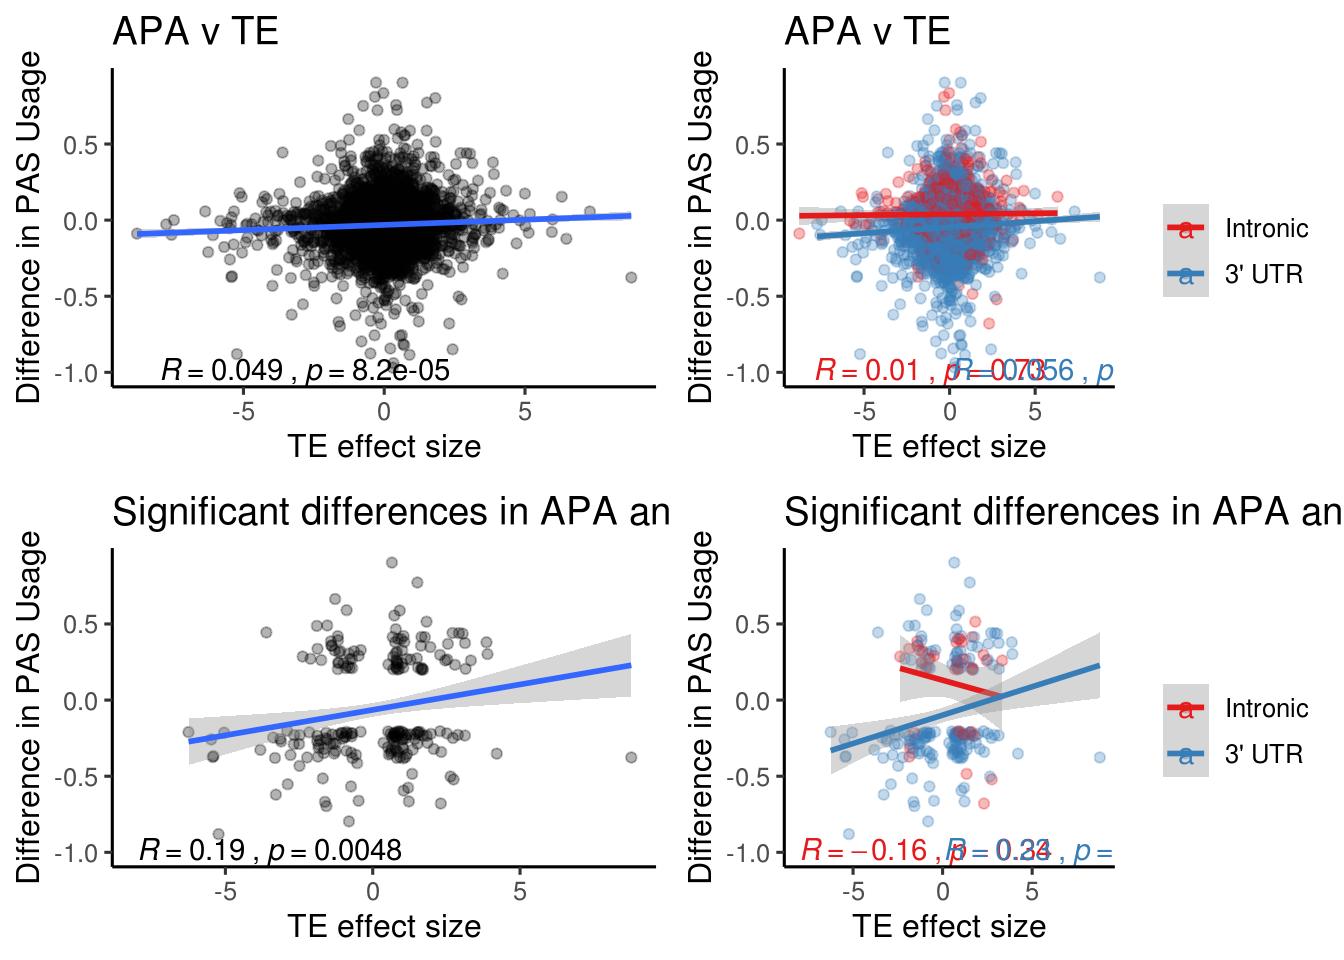 APA v TE
Difference in PAS Usage
0.5
0.0
-0.5
-1.0
R = 0.049 , p = 8.2e-05
-5 0 5
TE effect size
APA v TE
Difference in PAS Usage
0.5
0.0
-0.5
-1.0
R = 0.01 , p = 0.73
R = 0.056 , p
-5 0 5
TE effect size
a Intronic
a 3' UTR
Significant differences in APA an
Difference in PAS Usage
0.5
0.0
-0.5
-1.0
R = 0.19 , p = 0.0048
-5 0 5
TE effect size
Significant differences in APA an
Difference in PAS Usage
0.5
0.0
-0.5
-1.0
R = −0.16 , p
R = , p =
-5 0 5
TE effect size
a Intronic
a 3' UTR